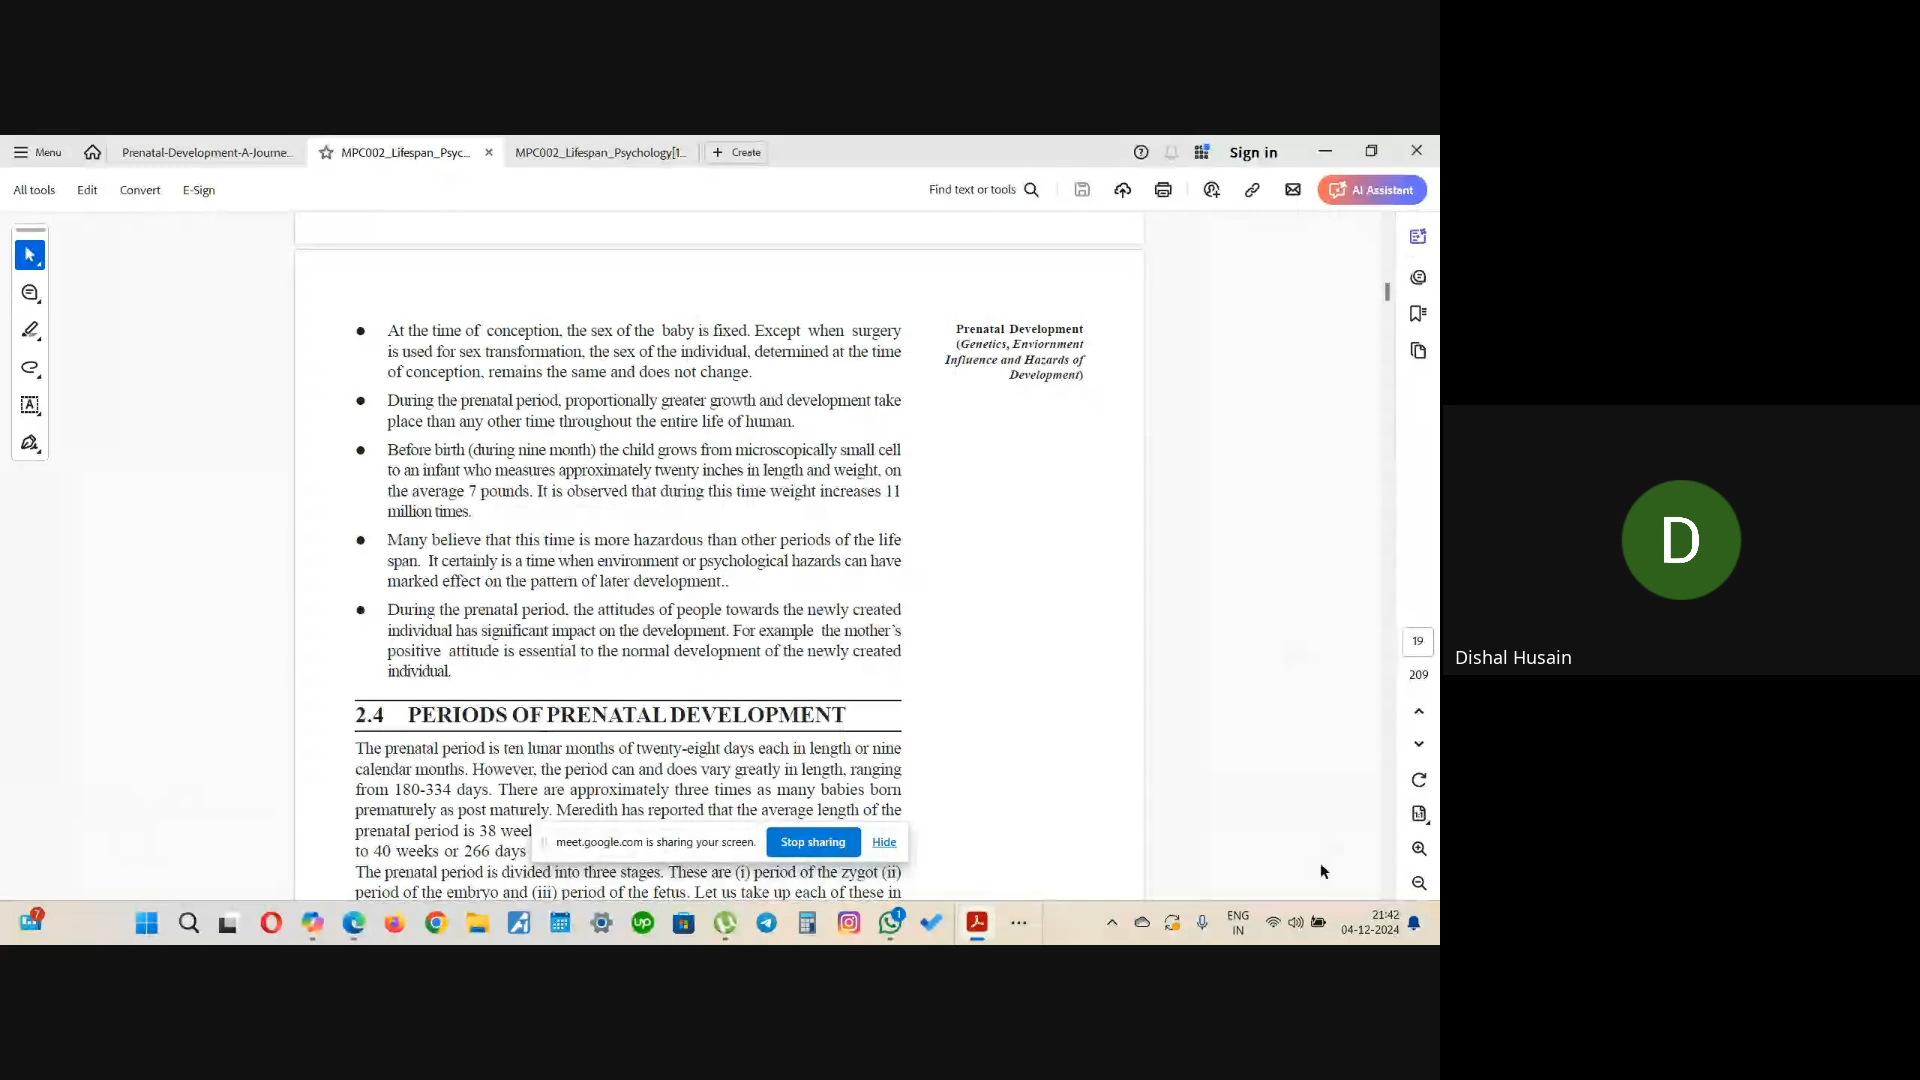 Menu
Prenatal-Development-A-Journe...
MPC002_Lifespan_Psyc...
MPC002_Lifespan_Psychology[1...
Create
Sign in
All tools
Edit
Convert
E-Sign
Find text or tools
AI Assistant
At the time of conception, the sex of the baby is fixed. Except when surgery
is used for sex transformation, the sex of the individual, determined at the time
of conception, remains the same and does not change.
During the prenatal period, proportionally greater growth and development take
place than any other time throughout the entire life of human.
Before birth (during nine month) the child grows from microscopically small cell
to an infant who measures approximately twenty inches in length and weight, on
the average 7 pounds. It is observed that during this time weight increases 11
million times.
Many believe that this time is more hazardous than other periods of the life
span. It certainly is a time when environment or psychological hazards can have
marked effect on the pattern of later development..
During the prenatal period, the attitudes of people towards the newly created
individual has significant impact on the development. For example the mother's
positive attitude is essential to the normal development of the newly created
individual.
Prenatal Development
(Genetics, Enviornment
Influence and Hazards of
Development)
2.4 PERIODS OF PRENATAL DEVELOPMENT
The prenatal period is ten lunar months of twenty-eight days each in length or nine
calendar months. However, the period can and does vary greatly in length, ranging
from 180-334 days. There are approximately three times as many babies born
prematurely as post maturely. Meredith has reported that the average length of the
prenatal period is 38 week
to 40 weeks or 266 days
The prenatal period is divided into three stages. These are (i) period of the zygot (ii)
period of the embryo and (iii) period of the fetus. Let us take up each of these in
meet.google.com is sharing your screen.
Stop sharing
Hide
19
209
7
up
1
ENG
IN
21:42
04-12-2024
D
Dishal Husain